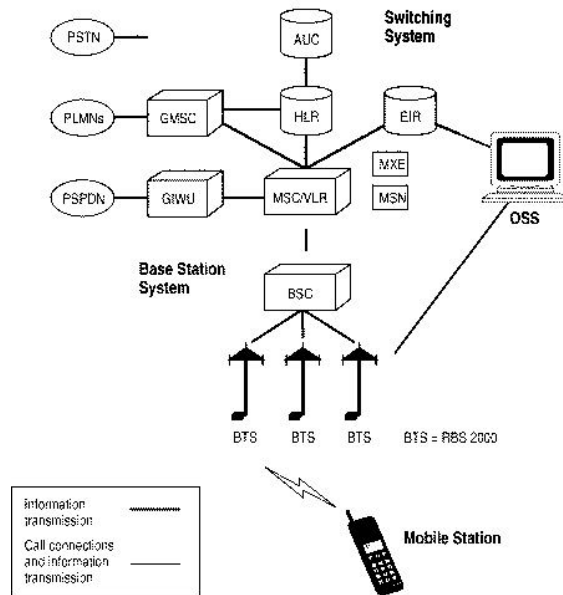 Switching
System
PSTN
AUC
PLMNs
GMSC
HLR
EIR
MXE
PSPDN
GIWU
MSC/VLR
MSN
OSS
Base Station
System
BSC
BTS
BTS
BTS
BTS = RBS 2000
Information
transmission
Call connections
and information
transmission
Mobile Station